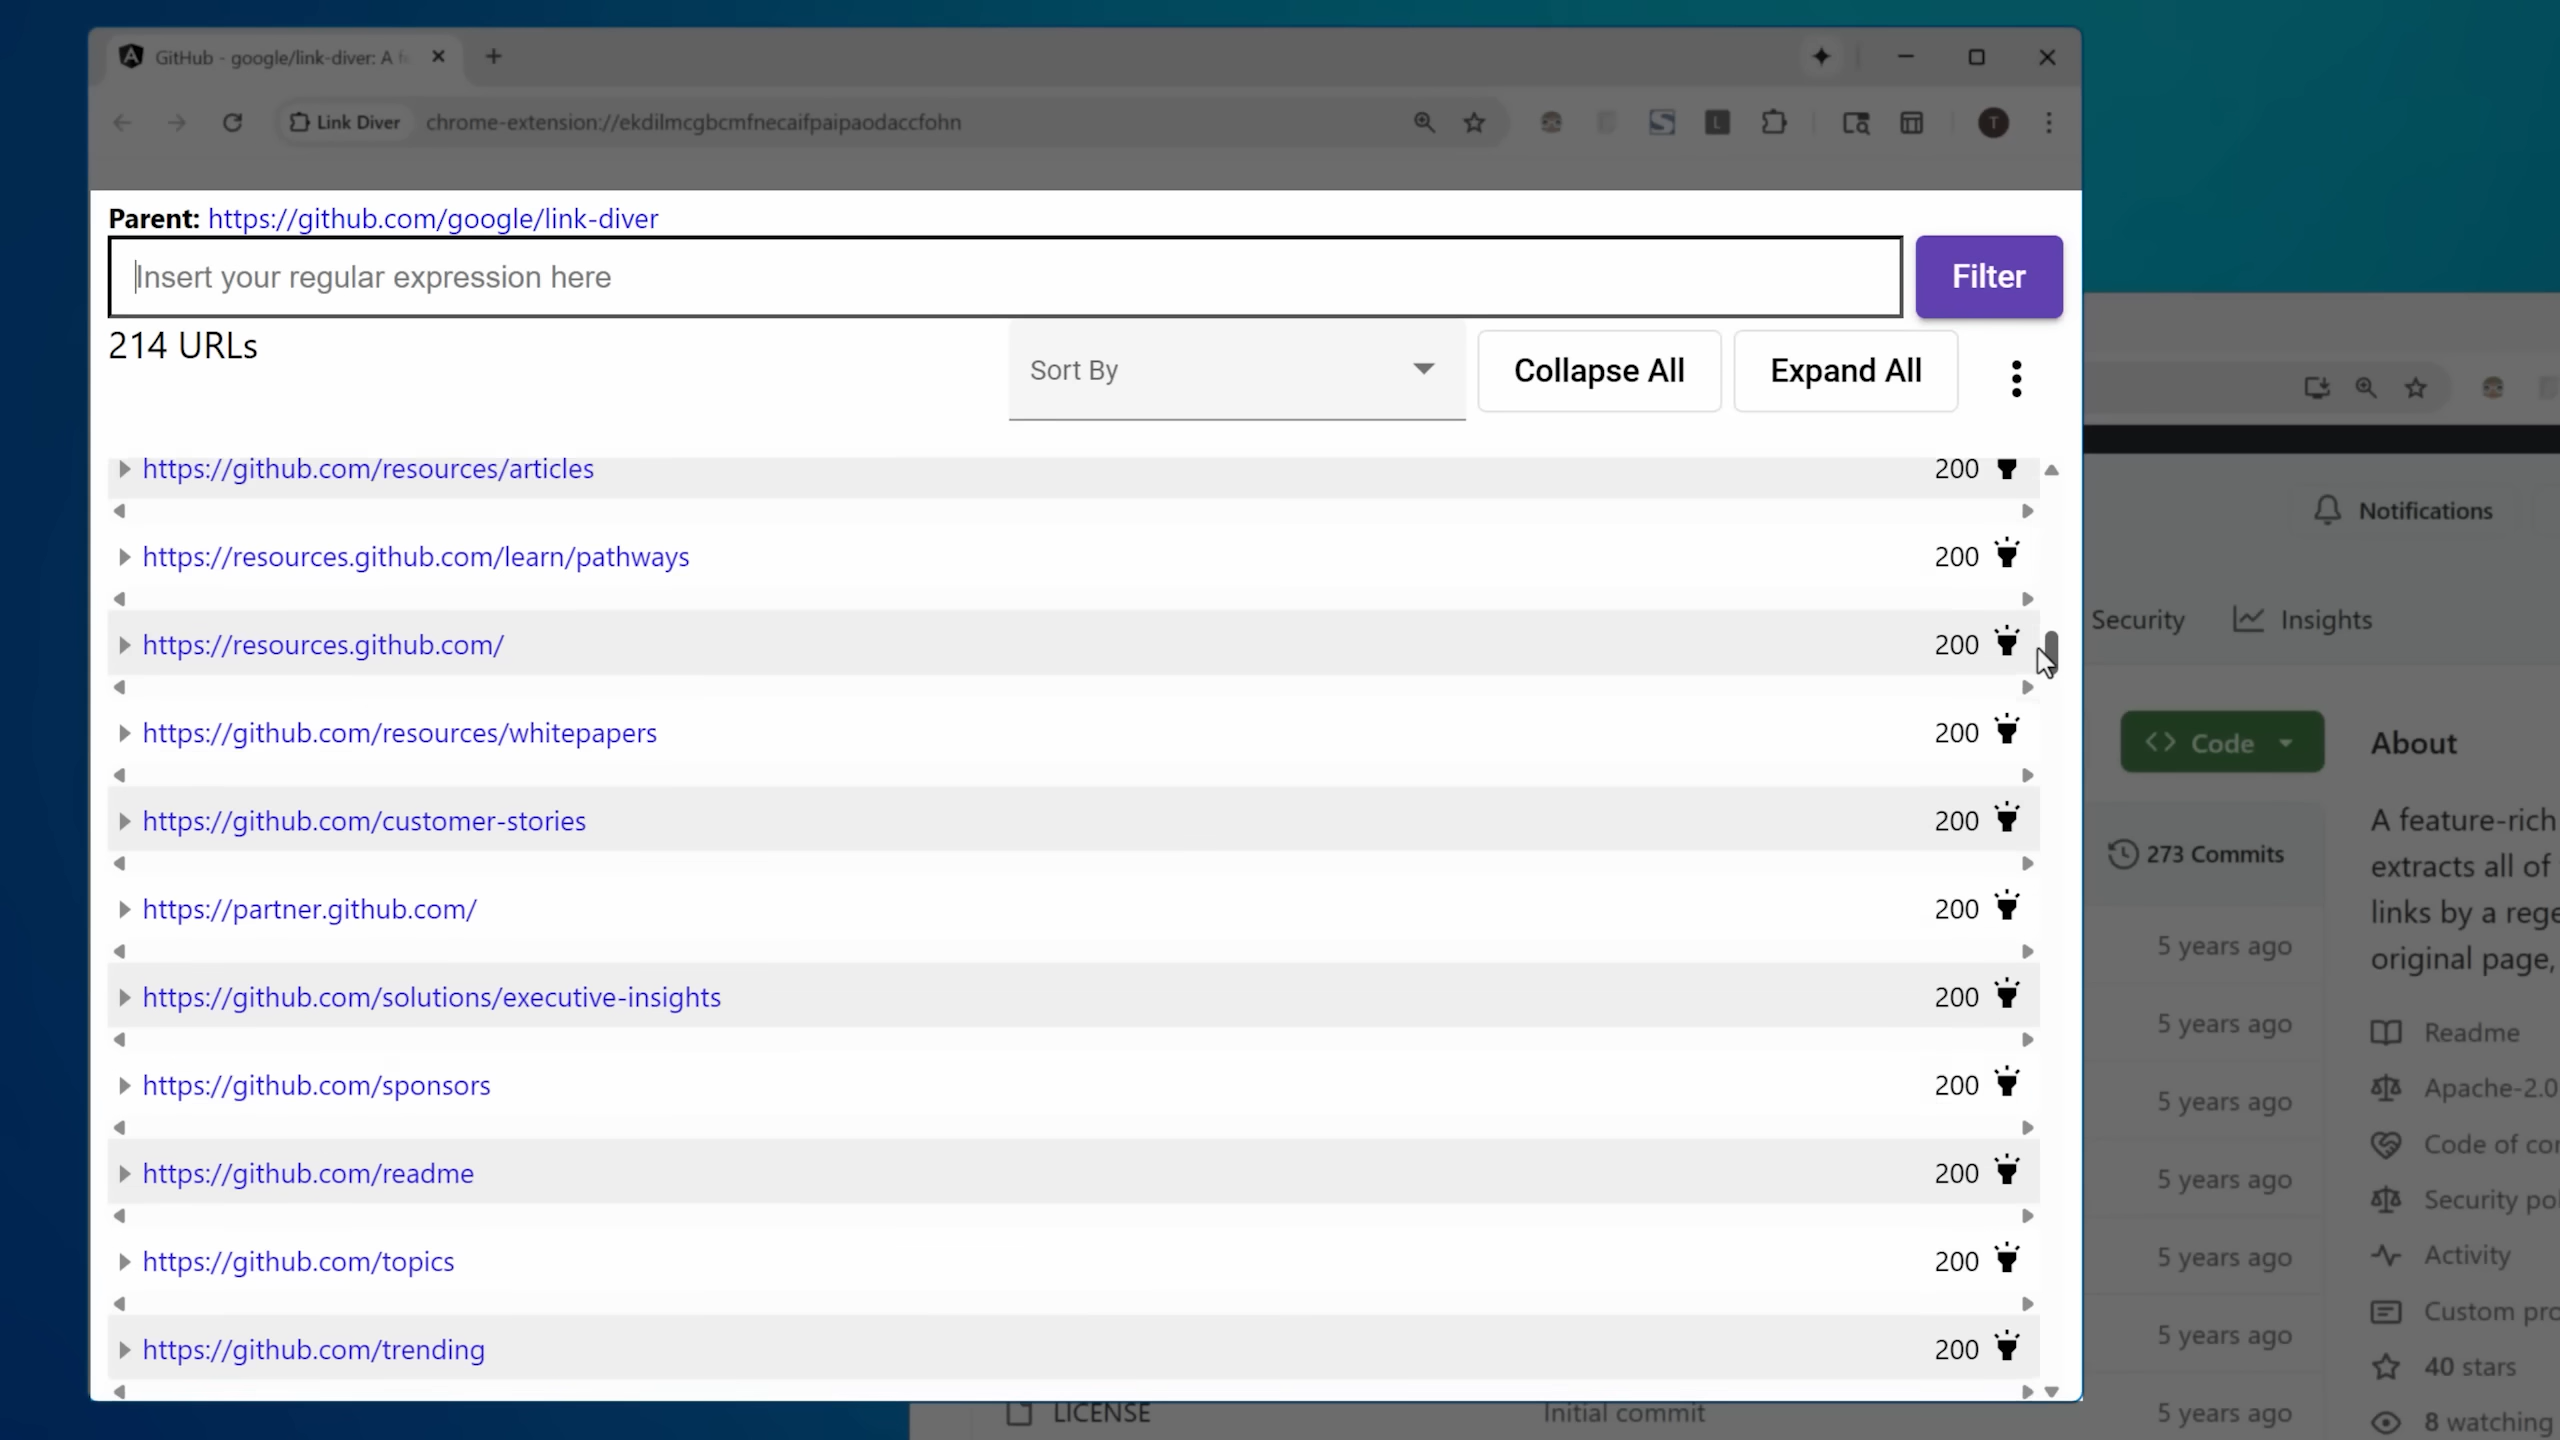 GitHub - google/link-diver: A f
Link Diver chrome-extension://ekdilmcgbcmfnecaifpaipaodaccfohn
T
Parent: https://github.com/google/link-diver
Insert your regular expression here
Filter
214 URLs
Sort By
Collapse All
Expand All
https://github.com/resources/articles 200
https://resources.github.com/learn/pathways 200
https://resources.github.com/ 200
https://github.com/resources/whitepapers 200
https://github.com/customer-stories 200
https://partner.github.com/ 200
https://github.com/solutions/executive-insights 200
https://github.com/sponsors 200
https://github.com/readme 200
https://github.com/topics 200
https://github.com/trending 200
Notifications
Security
Insights
Code
About
273 Commits
A feature-rich
extracts all of
links by a rege
original page,
5 years ago
5 years ago
5 years ago
5 years ago
5 years ago
5 years ago
5 years ago
Readme
Apache-2.0
Code of con
Security pol
Activity
Custom pro
40 stars
8 watching
LICENSE
Initial commit